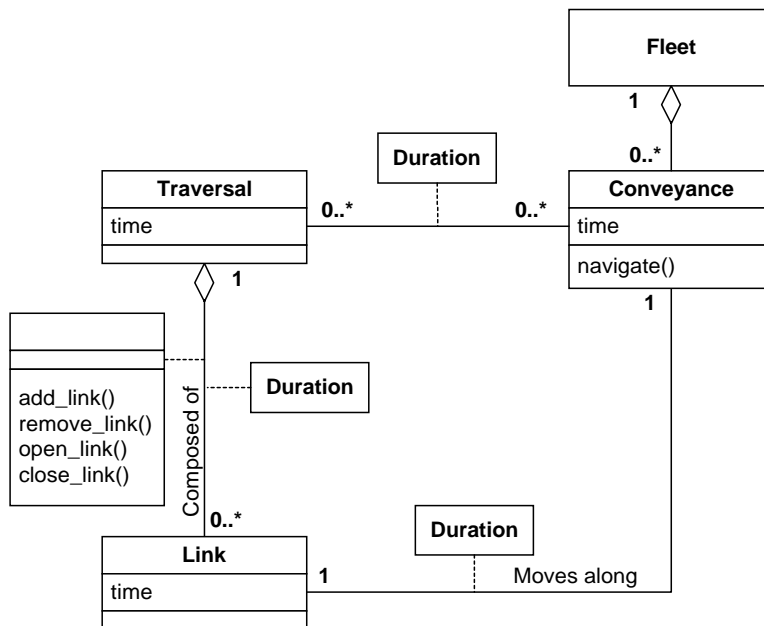 Fleet
1
0..*
Duration
Traversal
time
0..*
0..*
Conveyance
time
navigate()
1
1
add_link()
remove_link()
open_link()
close_link()
Composed of
Duration
0..*
Link
time
1
Duration
Moves along